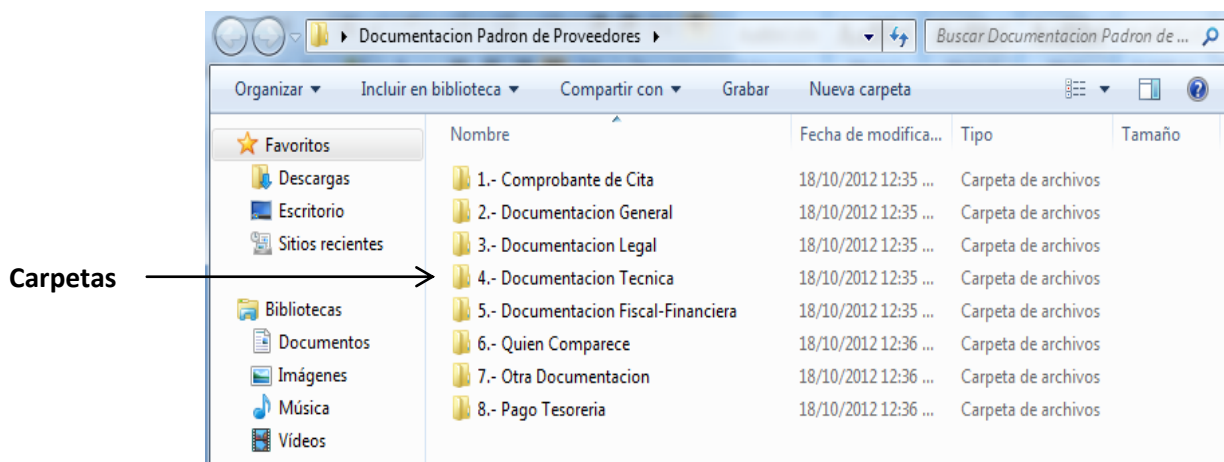 Documentacion Padron de Proveedores
Buscar Documentacion Padron de ...
Organizar Incluir en biblioteca Compartir con Grabar Nueva carpeta
Nombre Fecha de modifica... Tipo Tamaño
Favoritos
Descargas
Escritorio
Sitios recientes
Bibliotecas
Documentos
Imágenes
Música
Vídeos
1.- Comprobante de Cita 18/10/2012 12:35 ... Carpeta de archivos
2.- Documentacion General 18/10/2012 12:35 ... Carpeta de archivos
3.- Documentacion Legal 18/10/2012 12:35 ... Carpeta de archivos
4.- Documentacion Tecnica 18/10/2012 12:35 ... Carpeta de archivos
5.- Documentacion Fiscal-Financiera 18/10/2012 12:35 ... Carpeta de archivos
6.- Quien Comparece 18/10/2012 12:36 ... Carpeta de archivos
7.- Otra Documentacion 18/10/2012 12:36 ... Carpeta de archivos
8.- Pago Tesoreria 18/10/2012 12:36 ... Carpeta de archivos
Carpetas